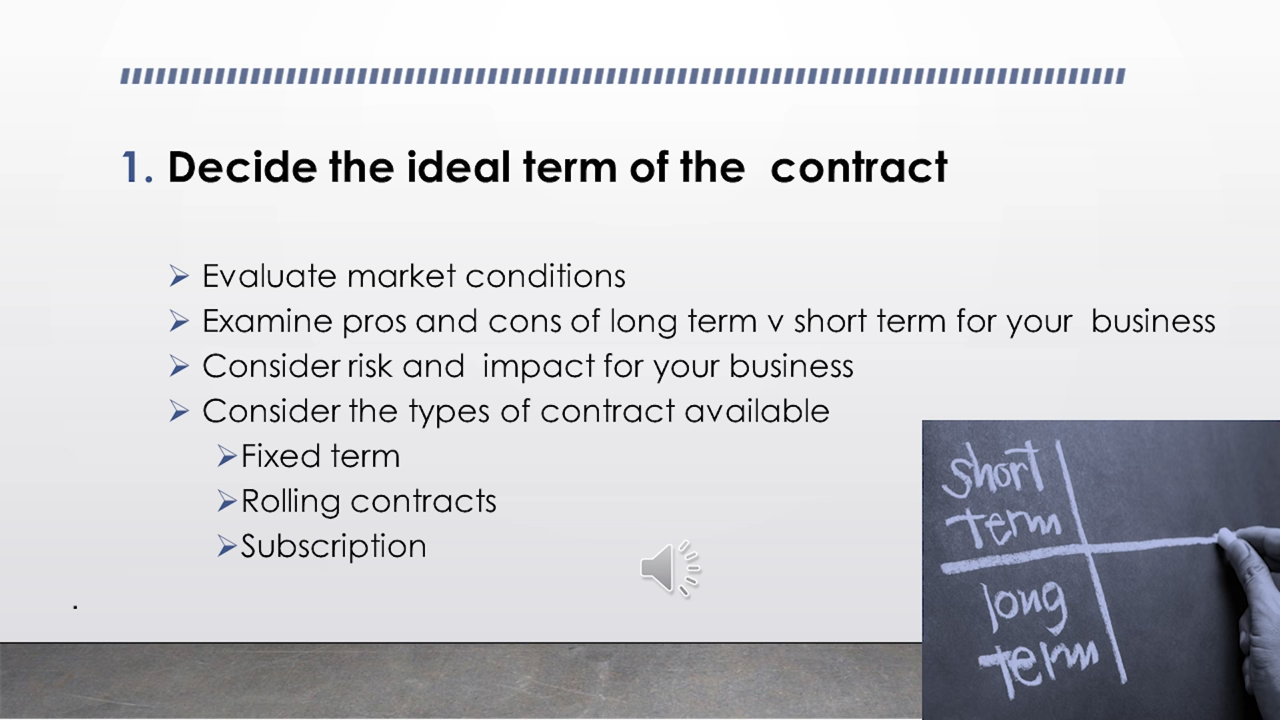 1. Decide the ideal term of the  contract
➢ Evaluate market conditions
➢ Examine pros and cons of long term v short term for your  business
➢ Consider risk and  impact for your business
➢ Consider the types of contract available
➢Fixed term
➢Rolling contracts
➢Subscription
.
short
term
long
term